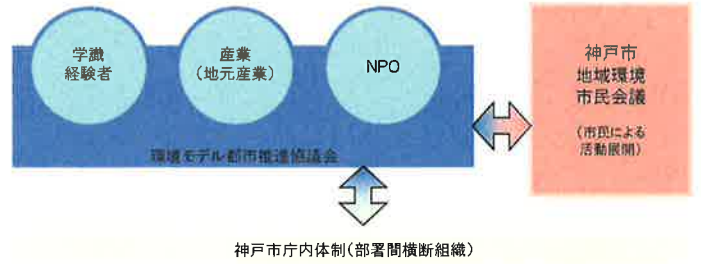 学識
経験者
産業
（地元産業）
NPO
神戸市
地域環境
市民会議
（市民による
活動展開）
環境モデル都市推進協議会
神戸市庁内体制（部署間横断組織）